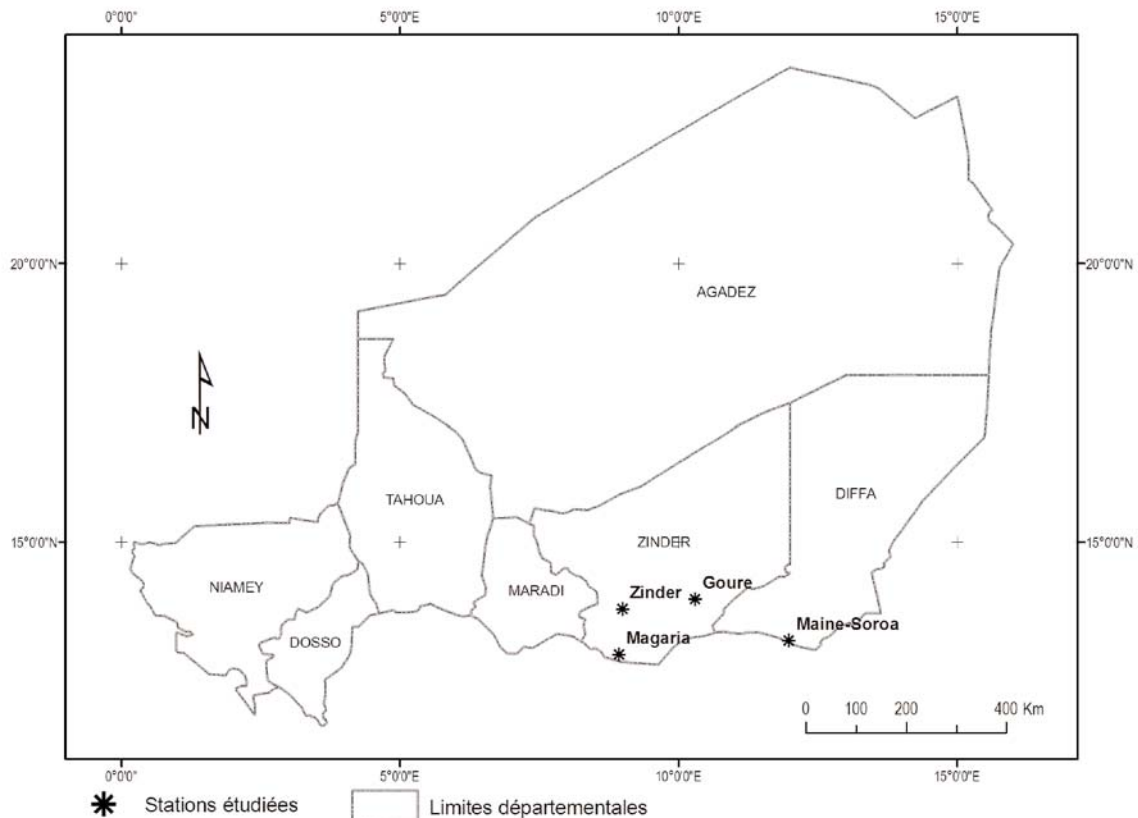 0°0'0" 5°0'0"E 10°0'0"E 15°0'0"E
20°0'0"N 20°0'0"N
AGADEZ
N
TAHOUA
DIFFA
15°0'0"N ZINDER 15°0'0"N
NIAMEY MARADI Zinder Goure
DOSSO Magaria Maine-Soroa
0 100 200 400 Km
0°0'0" 5°0'0"E 10°0'0"E 15°0'0"E
Stations étudiées Limites départementales